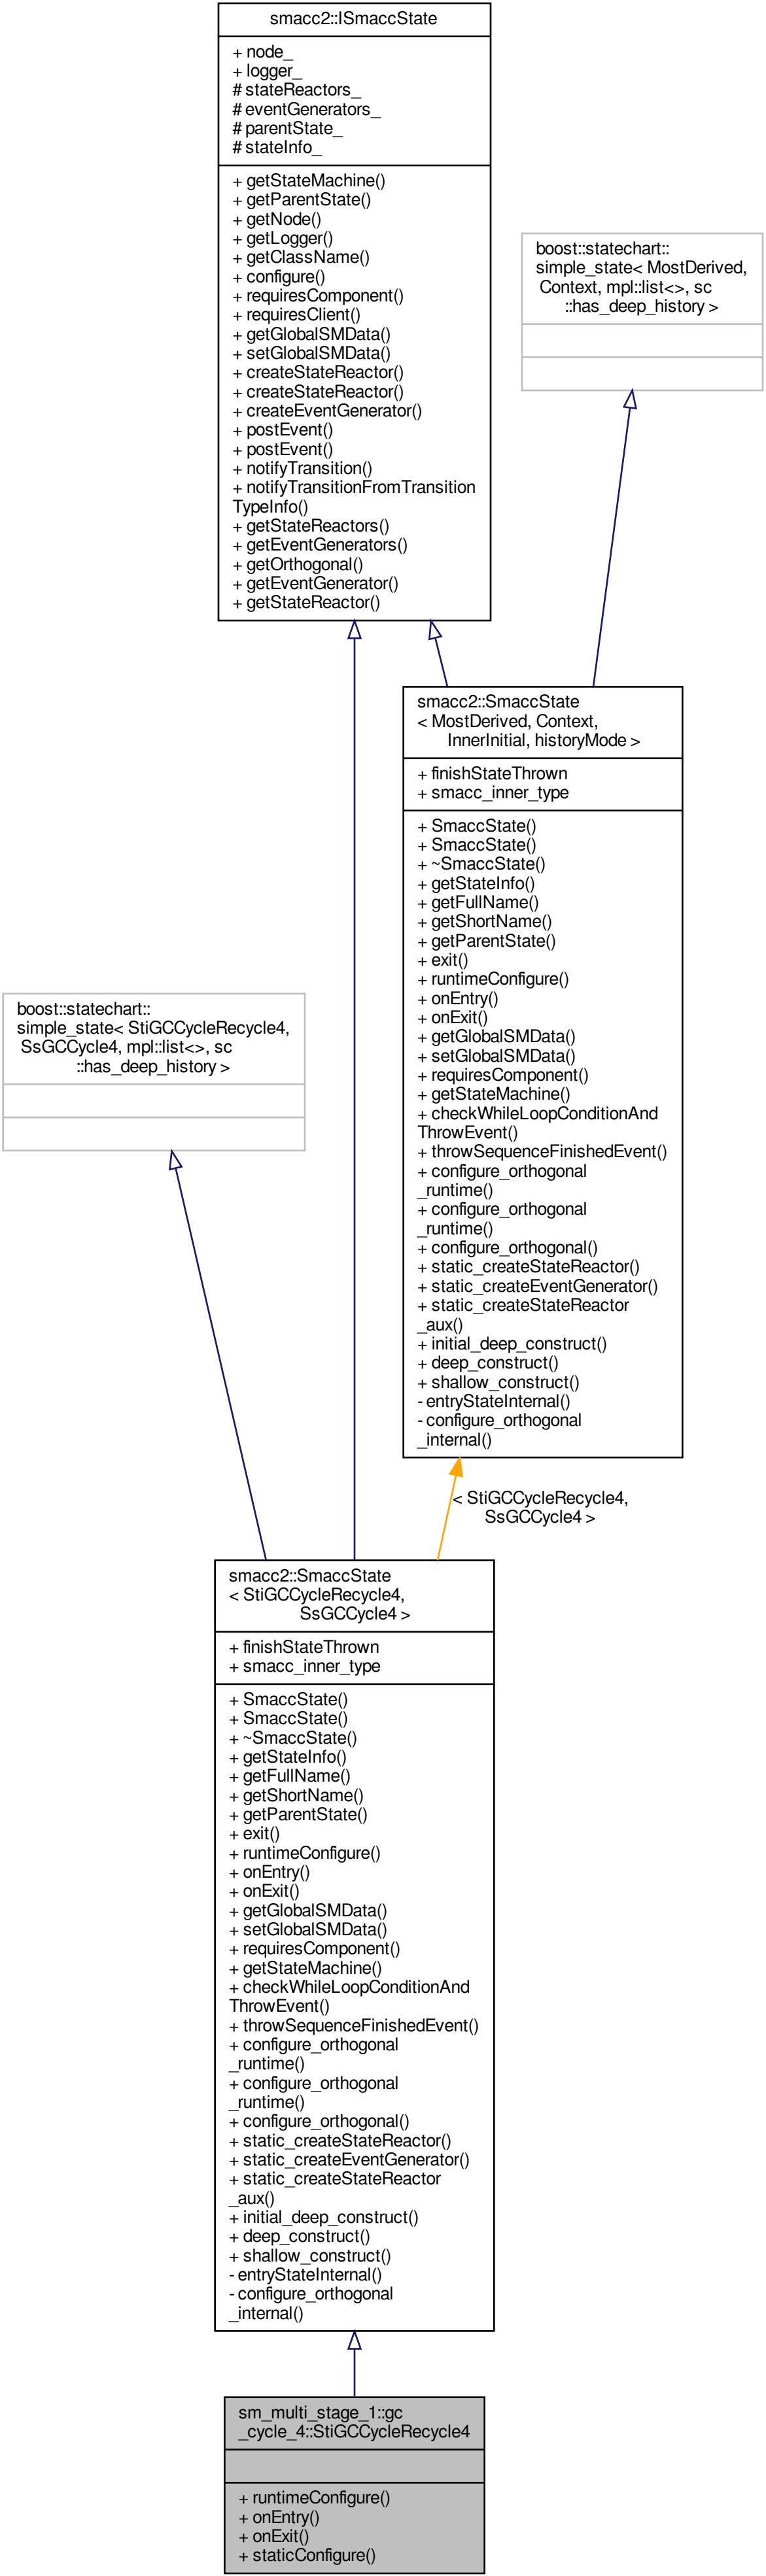 smacc2::ISmaccState
+ node_
+ logger_
# stateReactors_
# eventGenerators_
# parentState_
# stateInfo_
+ getStateMachine()
+ getParentState()
+ getNode()
+ getLogger()
+ getClassName()
+ configure()
+ requiresComponent()
+ requiresClient()
+ getGlobalSMData()
+ setGlobalSMData()
+ createStateReactor()
+ createStateReactor()
+ createEventGenerator()
+ postEvent()
+ postEvent()
+ notifyTransition()
+ notifyTransitionFromTransition
TypeInfo()
+ getStateReactors()
+ getEventGenerators()
+ getOrthogonal()
+ getEventGenerator()
+ getStateReactor()
boost::statechart::
simple_state< MostDerived,
Context, mpl::list<>, sc
::has_deep_history >
smacc2::SmaccState
< MostDerived, Context,
InnerInitial, historyMode >
+ finishStateThrown
+ smacc_inner_type
+ SmaccState()
+ SmaccState()
+ ~SmaccState()
+ getStateInfo()
+ getFullName()
+ getShortName()
+ getParentState()
+ exit()
+ runtimeConfigure()
+ onEntry()
+ onExit()
+ getGlobalSMData()
+ setGlobalSMData()
+ requiresComponent()
+ getStateMachine()
+ checkWhileLoopConditionAnd
ThrowEvent()
+ throwSequenceFinishedEvent()
+ configure_orthogonal
_runtime()
+ configure_orthogonal
_runtime()
+ configure_orthogonal()
+ static_createStateReactor()
+ static_createEventGenerator()
+ static_createStateReactor
_aux()
+ initial_deep_construct()
+ deep_construct()
+ shallow_construct()
- entryStateInternal()
- configure_orthogonal
_internal()
boost::statechart::
simple_state< StiGCCycleRecycle4,
SsGCCycle4, mpl::list<>, sc
::has_deep_history >
< StiGCCycleRecycle4,
SsGCCycle4 >
smacc2::SmaccState
< StiGCCycleRecycle4,
SsGCCycle4 >
+ finishStateThrown
+ smacc_inner_type
+ SmaccState()
+ SmaccState()
+ ~SmaccState()
+ getStateInfo()
+ getFullName()
+ getShortName()
+ getParentState()
+ exit()
+ runtimeConfigure()
+ onEntry()
+ onExit()
+ getGlobalSMData()
+ setGlobalSMData()
+ requiresComponent()
+ getStateMachine()
+ checkWhileLoopConditionAnd
ThrowEvent()
+ throwSequenceFinishedEvent()
+ configure_orthogonal
_runtime()
+ configure_orthogonal
_runtime()
+ configure_orthogonal()
+ static_createStateReactor()
+ static_createEventGenerator()
+ static_createStateReactor
_aux()
+ initial_deep_construct()
+ deep_construct()
+ shallow_construct()
- entryStateInternal()
- configure_orthogonal
_internal()
sm_multi_stage_1::gc
_cycle_4::StiGCCycleRecycle4
+ runtimeConfigure()
+ onEntry()
+ onExit()
+ staticConfigure()